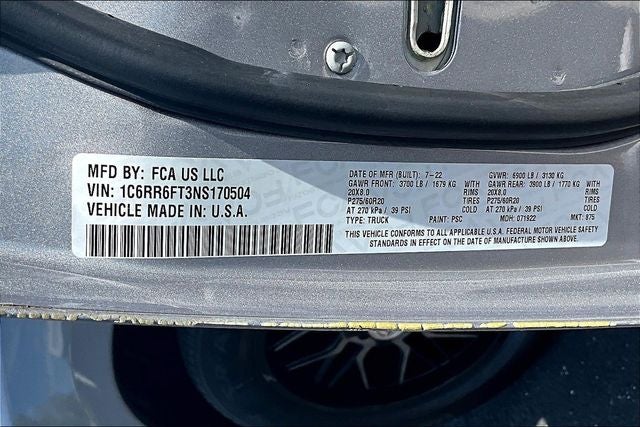 MFD BY: FCA US LLC
VIN: 1C6RR6FT3NS170504
VEHICLE MADE IN: U.S.A.
DATE OF MFR (BUILT): 7-22 GVWR: 6900 LB / 3130 KG
GAWR FRONT: 3700 LB / 1679 KG WITH GAWR REAR: 3900 LB / 1770 KG WITH
20X8.0 RIMS 20X8.0 RIMS
P275/60R20 TIRES P275/60R20 TIRES
AT 270 kPa / 39 PSI COLD AT 270 kPa / 39 PSI COLD
TYPE: TRUCK PAINT: PSC MDH: 071922 MKT: 875
THIS VEHICLE CONFORMS TO ALL APPLICABLE U.S.A. FEDERAL MOTOR VEHICLE SAFETY
STANDARDS IN EFFECT ON THE DATE OF MANUFACTURE SHOWN ABOVE.